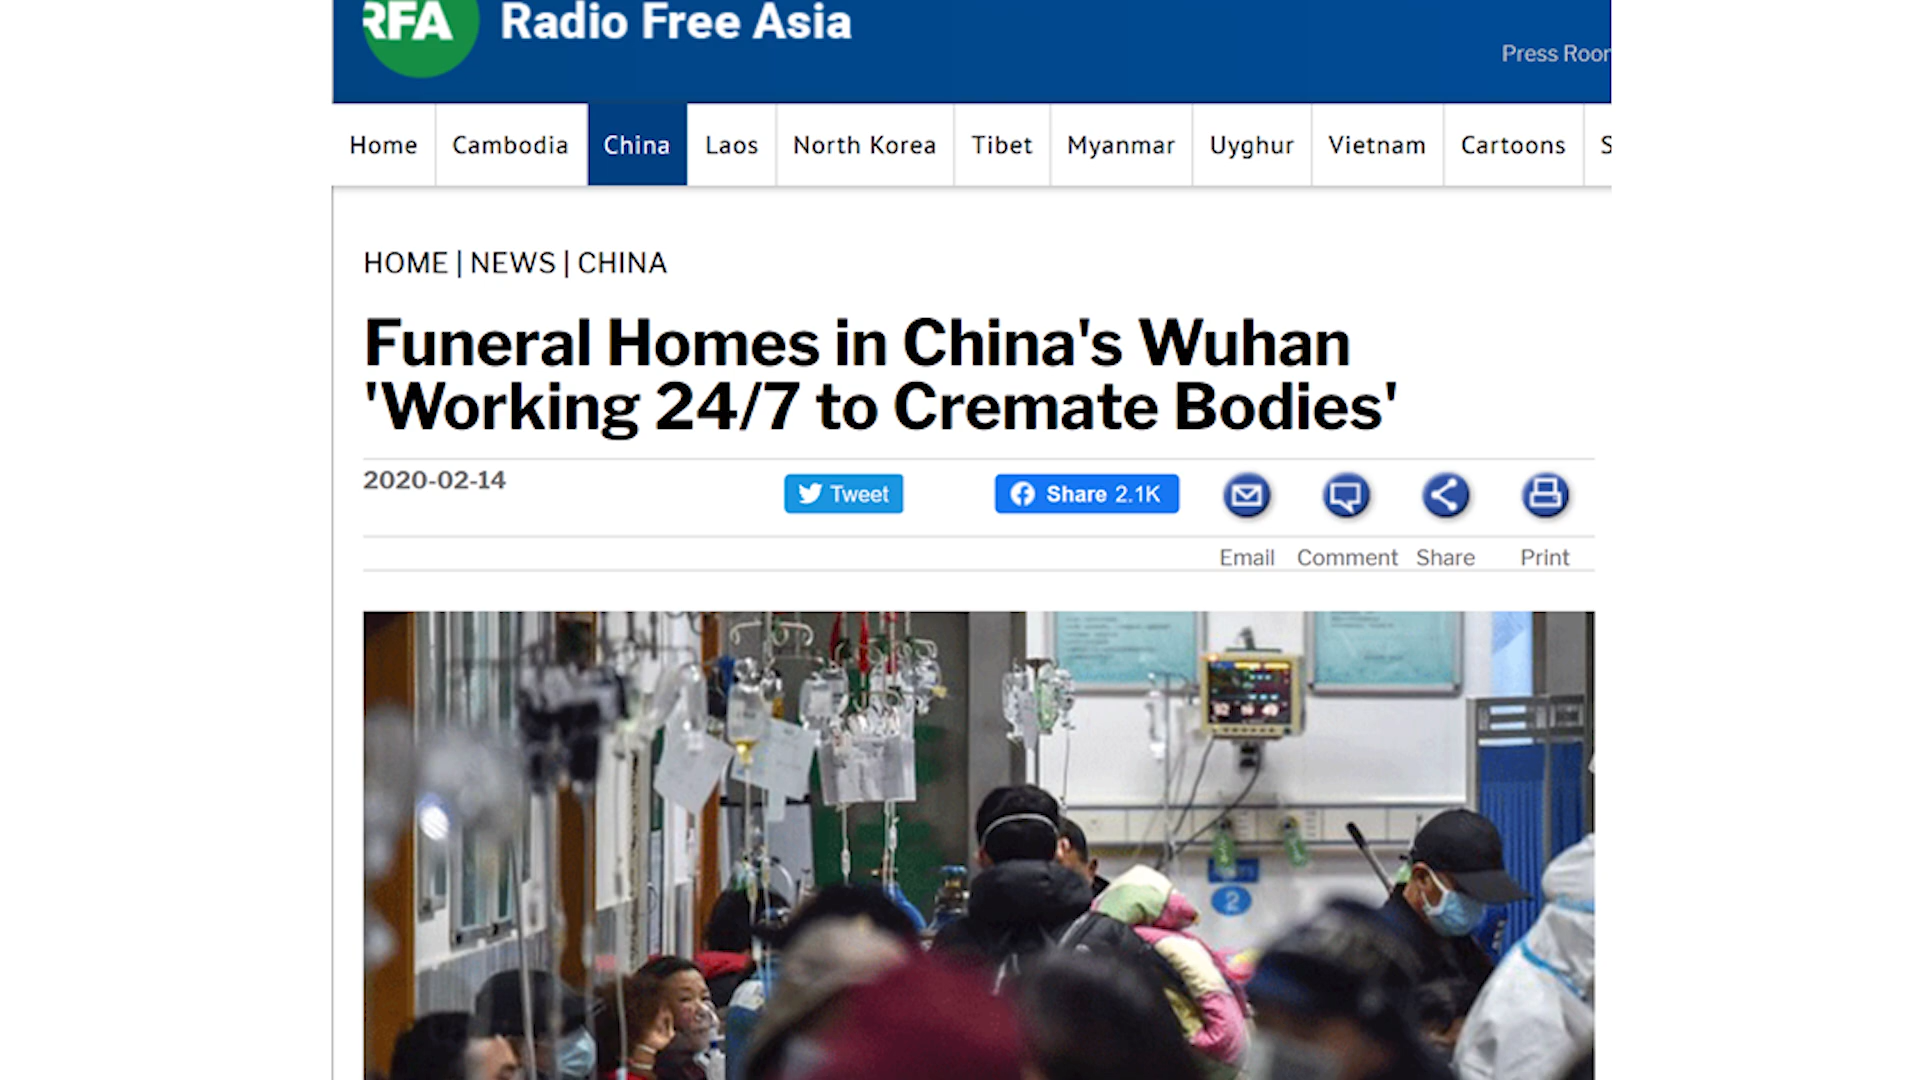 RFA Radio Free Asia
Press Roor
Home Cambodia China Laos North Korea Tibet Myanmar Uyghur Vietnam Cartoons S
HOME | NEWS | CHINA
Funeral Homes in China's Wuhan
'Working 24/7 to Cremate Bodies'
2020-02-14
Tweet
Share 2.1K
Email Comment Share Print
2